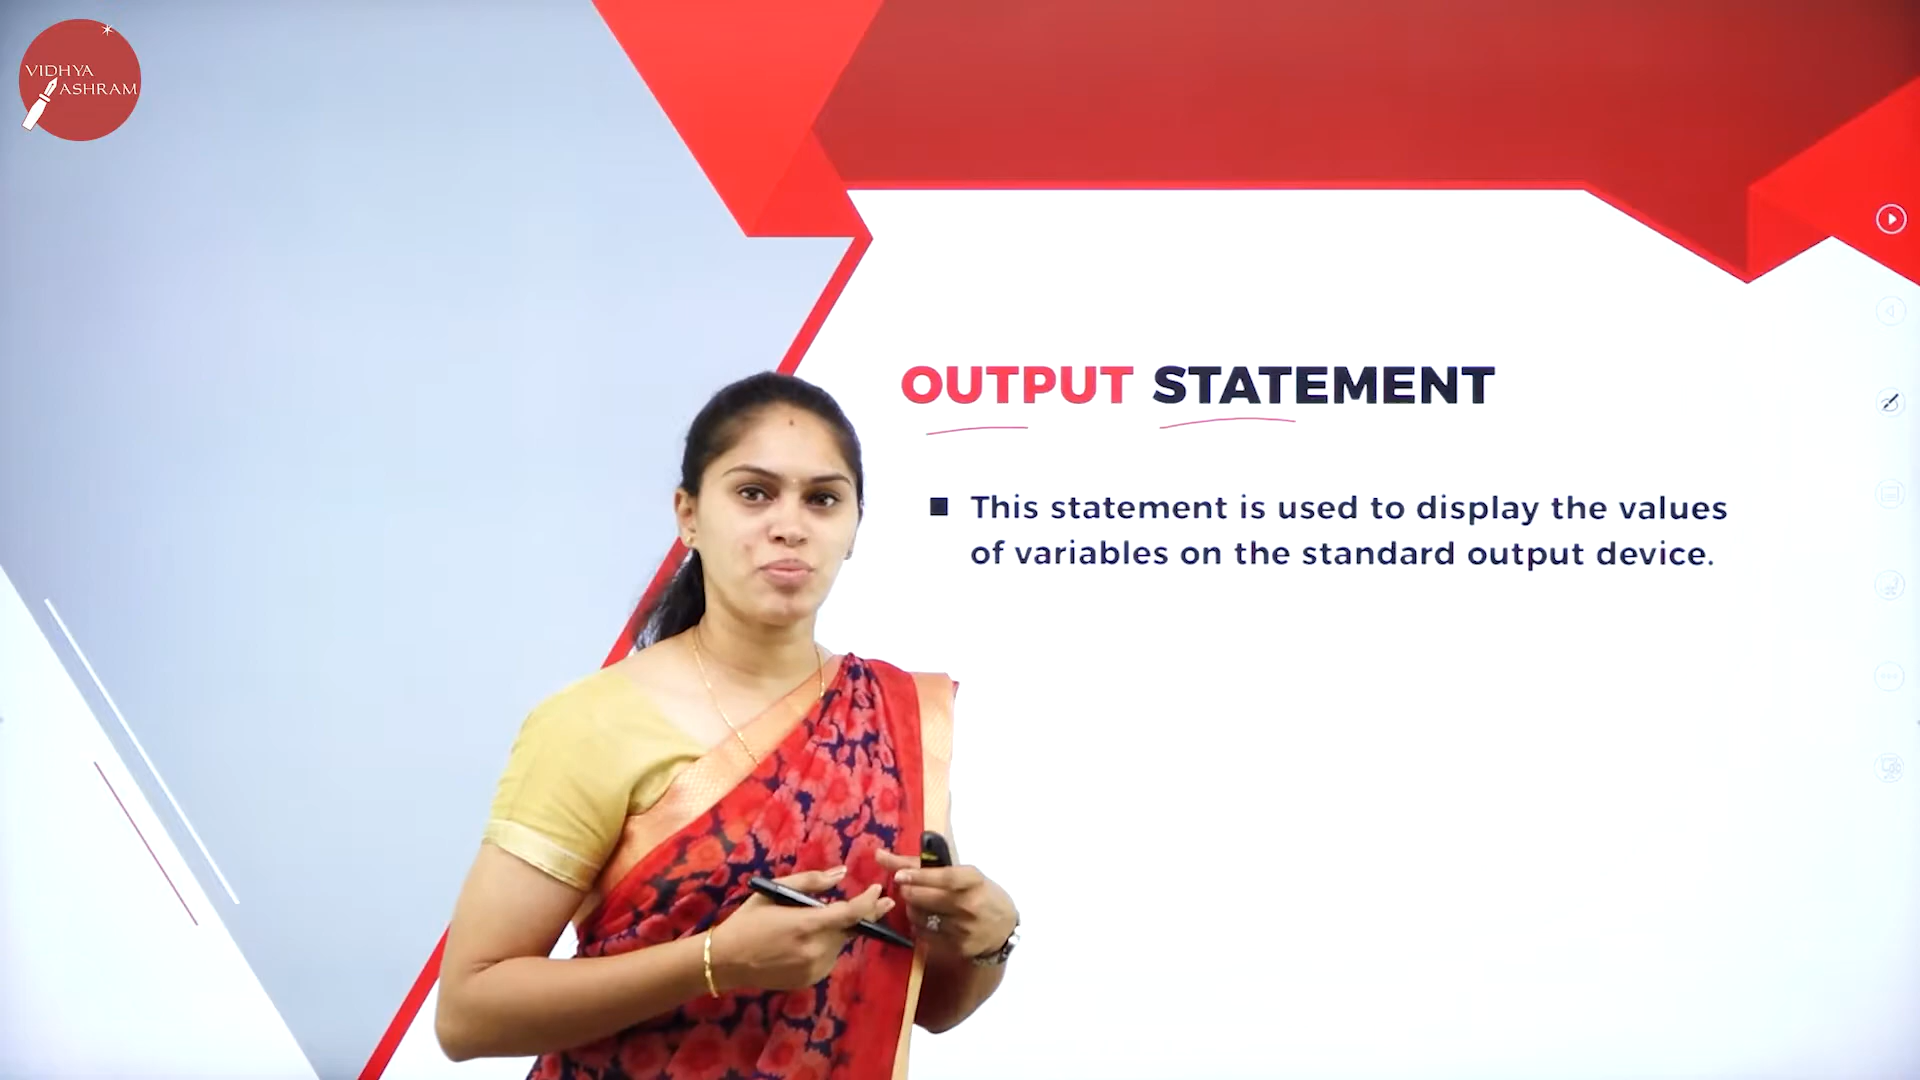 VIDHYA
ASHRAM
OUTPUT STATEMENT
■ This statement is used to display the values
of variables on the standard output device.